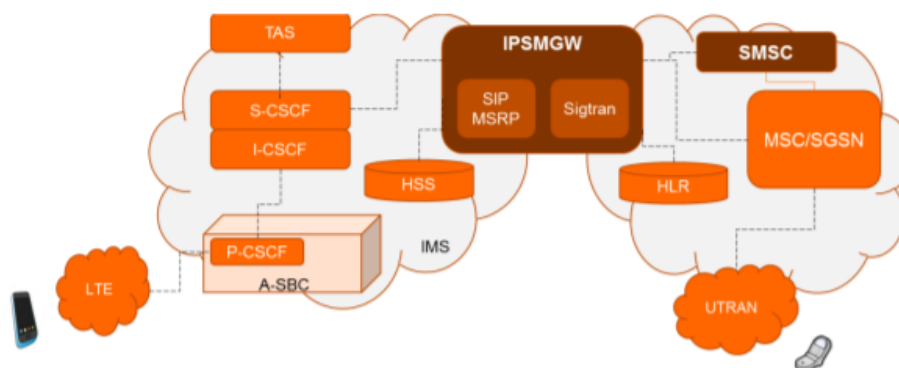 TAS
IPSMGW
SMSC
S-CSCF
SIP
MSRP
Sigtran
I-CSCF
MSC/SGSN
HSS
HLR
P-CSCF
IMS
A-SBC
LTE
UTRAN